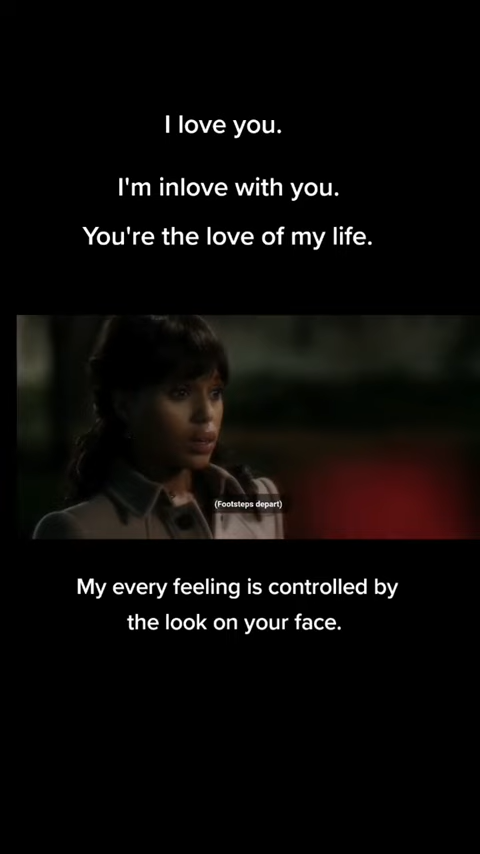 I love you.
I'm inlove with you.
You're the love of my life.
(Footsteps depart)
My every feeling is controlled by
the look on your face.